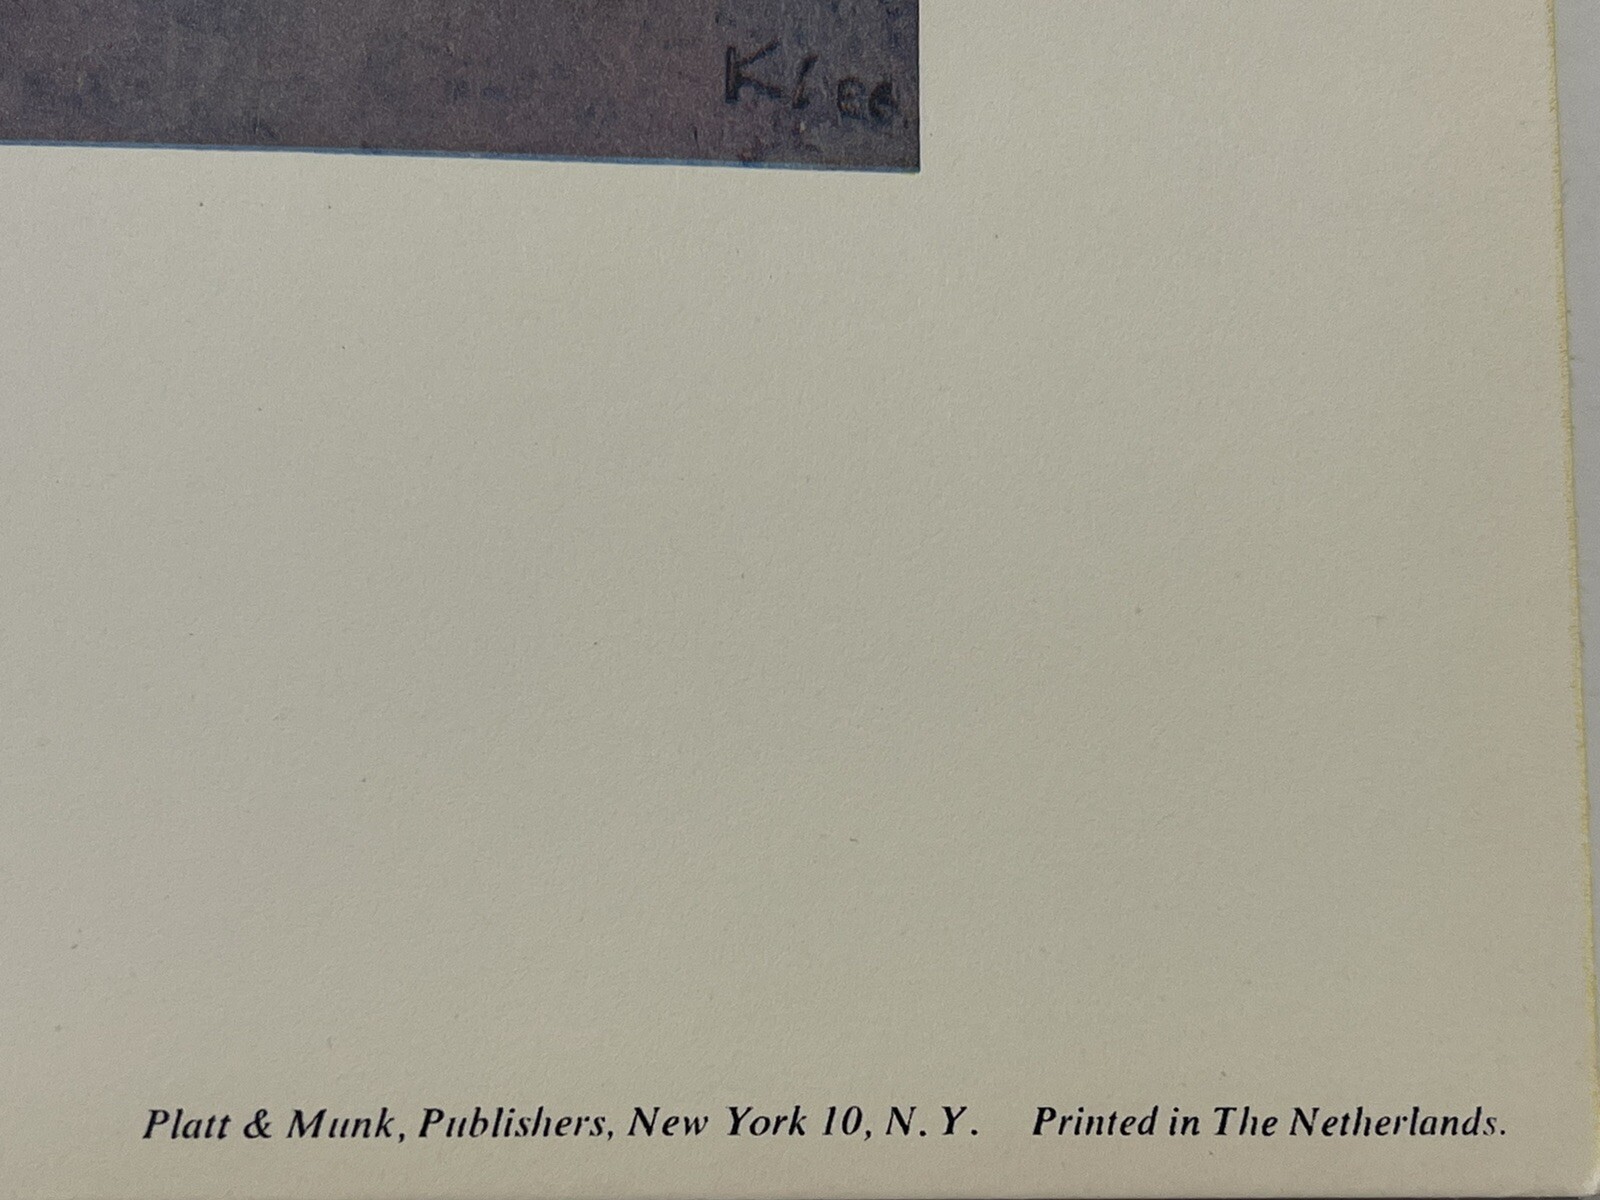 Klee
Platt & Munk, Publishers, New York 10, N. Y. Printed in The Netherlands.